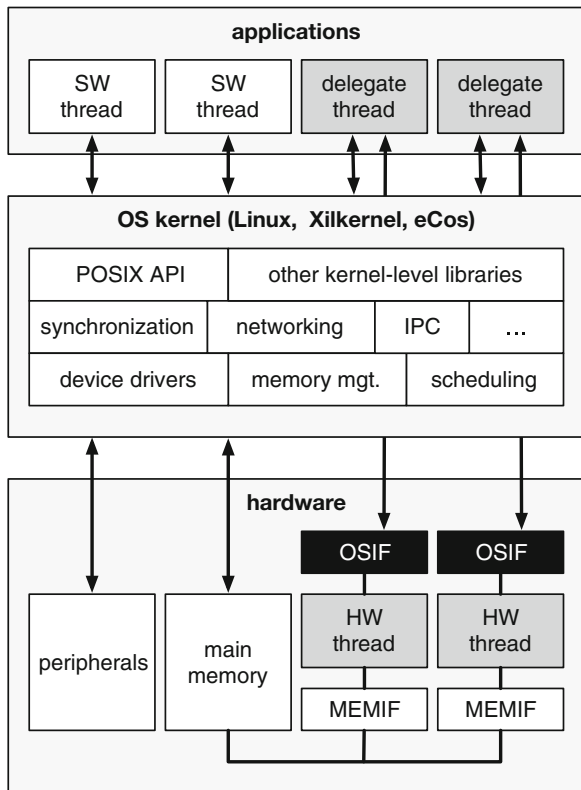 applications
SW
thread
SW
thread
delegate
thread
delegate
thread
OS kernel (Linux, Xilkernel, eCos)
POSIX API
other kernel-level libraries
synchronization
networking
IPC
...
device drivers
memory mgt.
scheduling
hardware
OSIF
OSIF
peripherals
main
memory
HW
thread
HW
thread
MEMIF
MEMIF